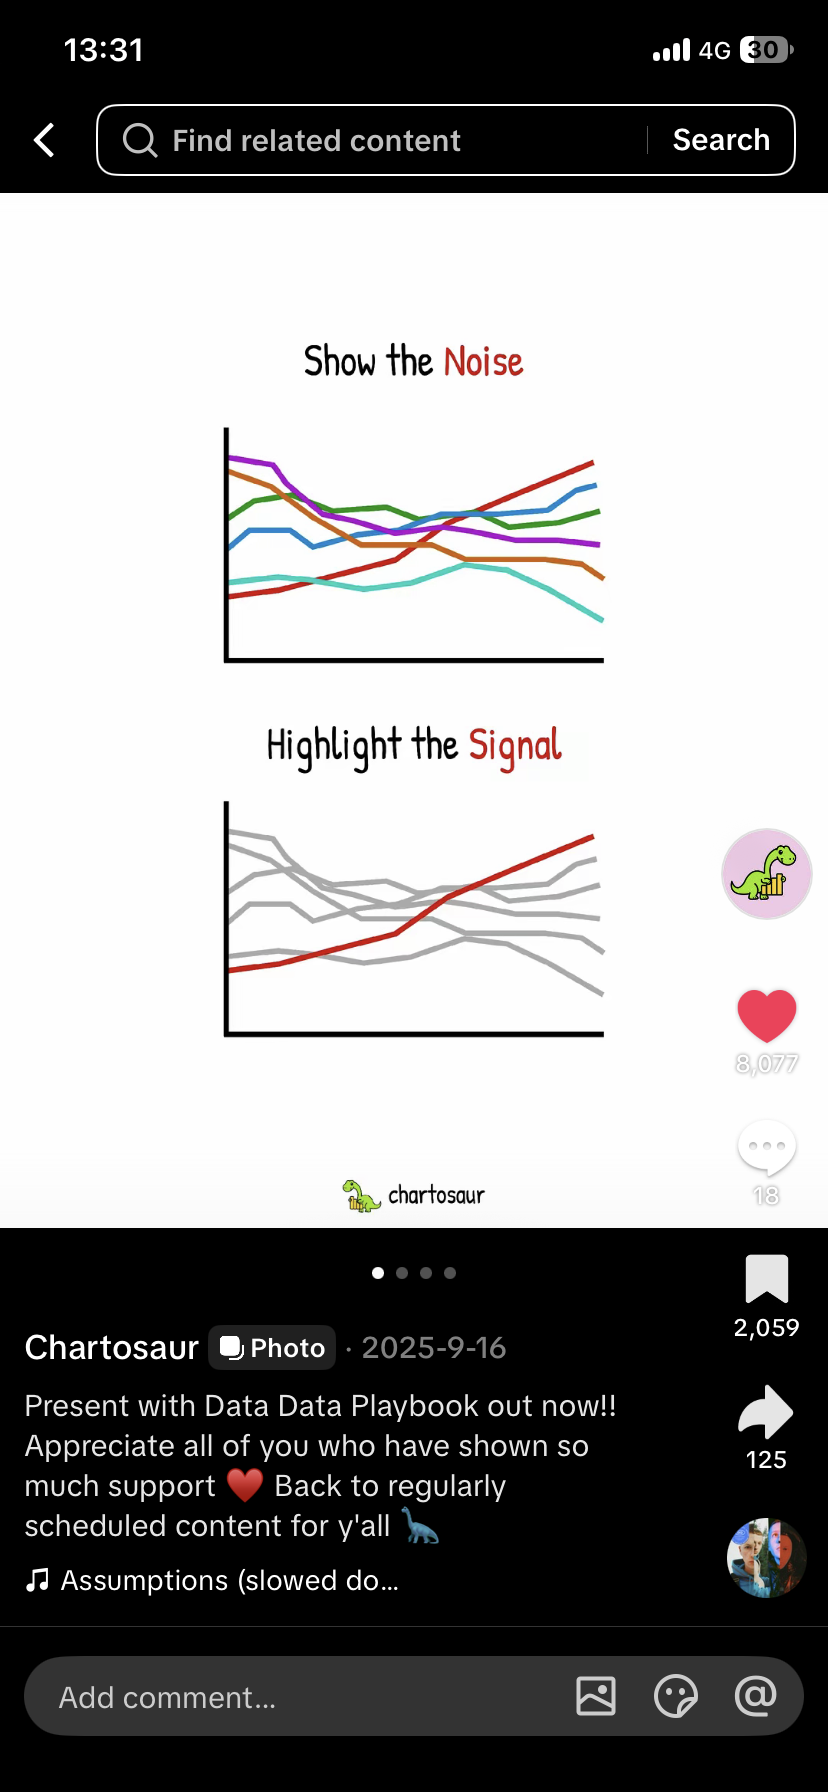 13:31
4G 30
Find related content
Search
Show the Noise
Highlight the Signal
8,077
18
chartosaur
2,059
Chartosaur Photo · 2025-9-16
Present with Data Data Playbook out now!!
Appreciate all of you who have shown so
much support ♥️ Back to regularly
scheduled content for y'all 🦕
125
Assumptions (slowed do...
Add comment...